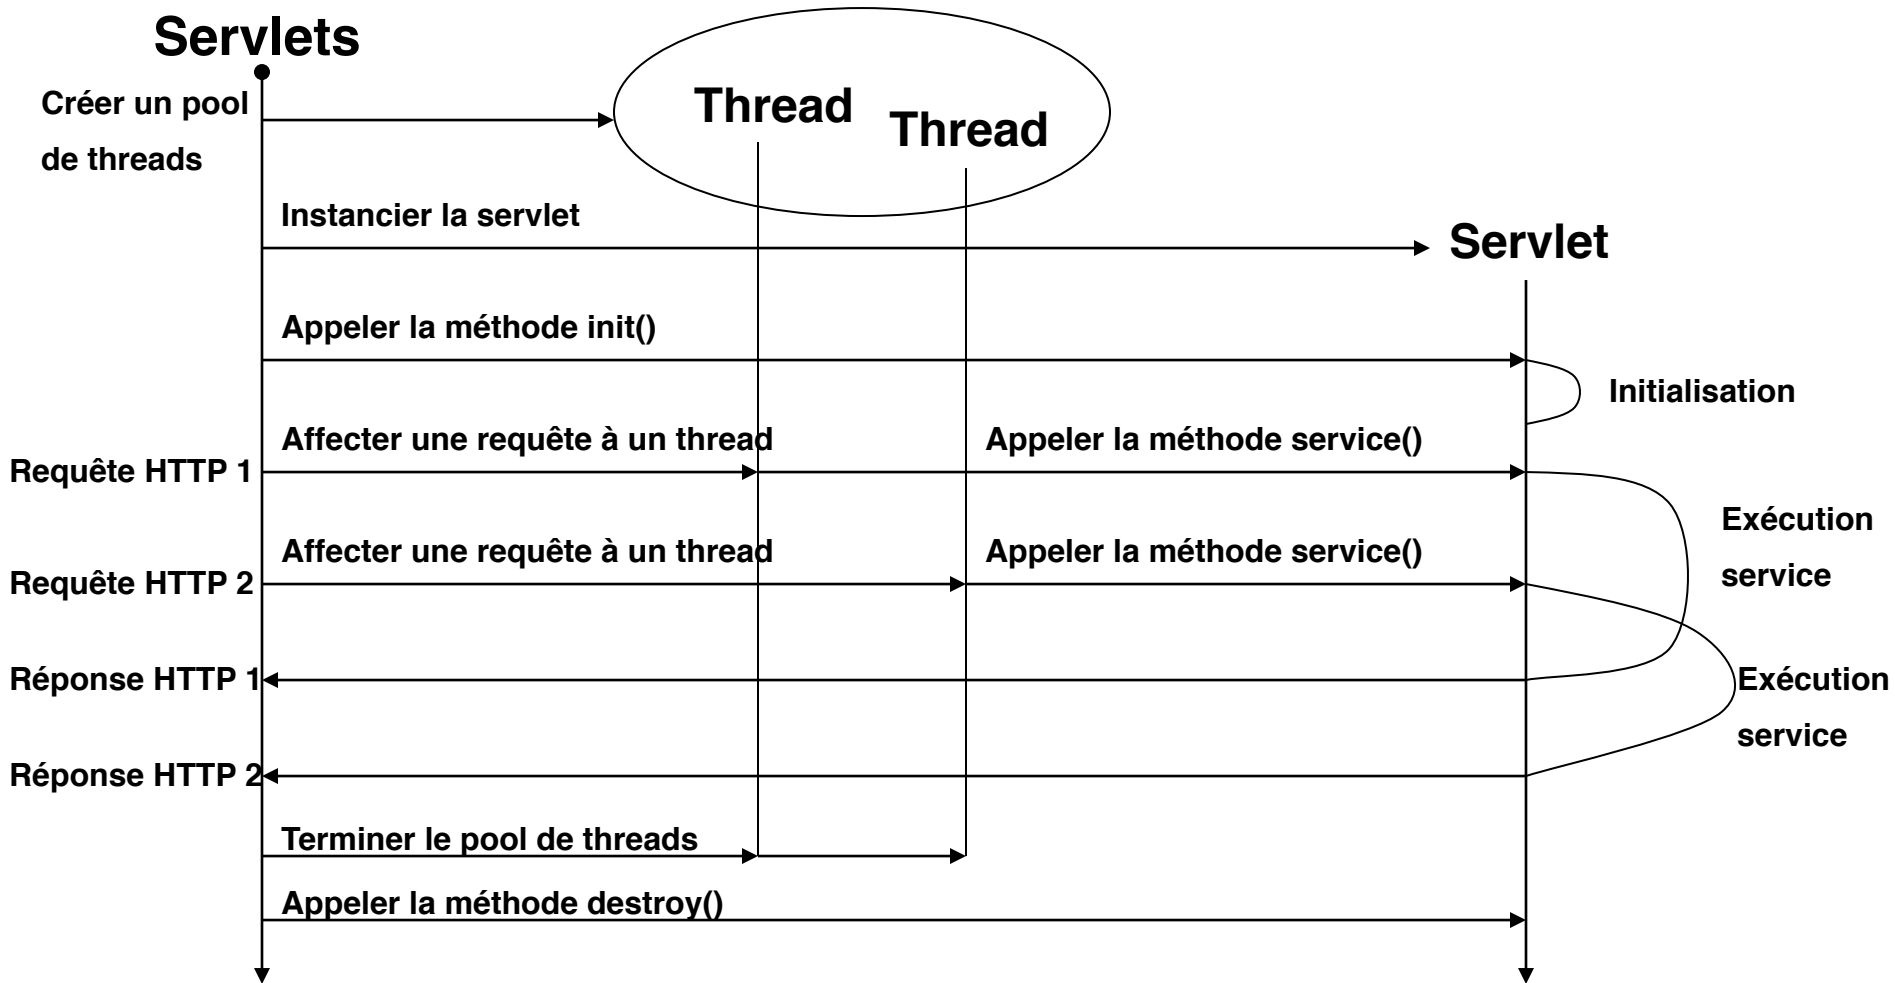 Servlets
Créer un pool
de threads
Thread
Thread
Instancier la servlet
Servlet
Appeler la méthode init()
Initialisation
Affecter une requête à un thread
Appeler la méthode service()
Requête HTTP 1
Exécution
service
Affecter une requête à un thread
Appeler la méthode service()
Requête HTTP 2
Réponse HTTP 1
Exécution
service
Réponse HTTP 2
Terminer le pool de threads
Appeler la méthode destroy()